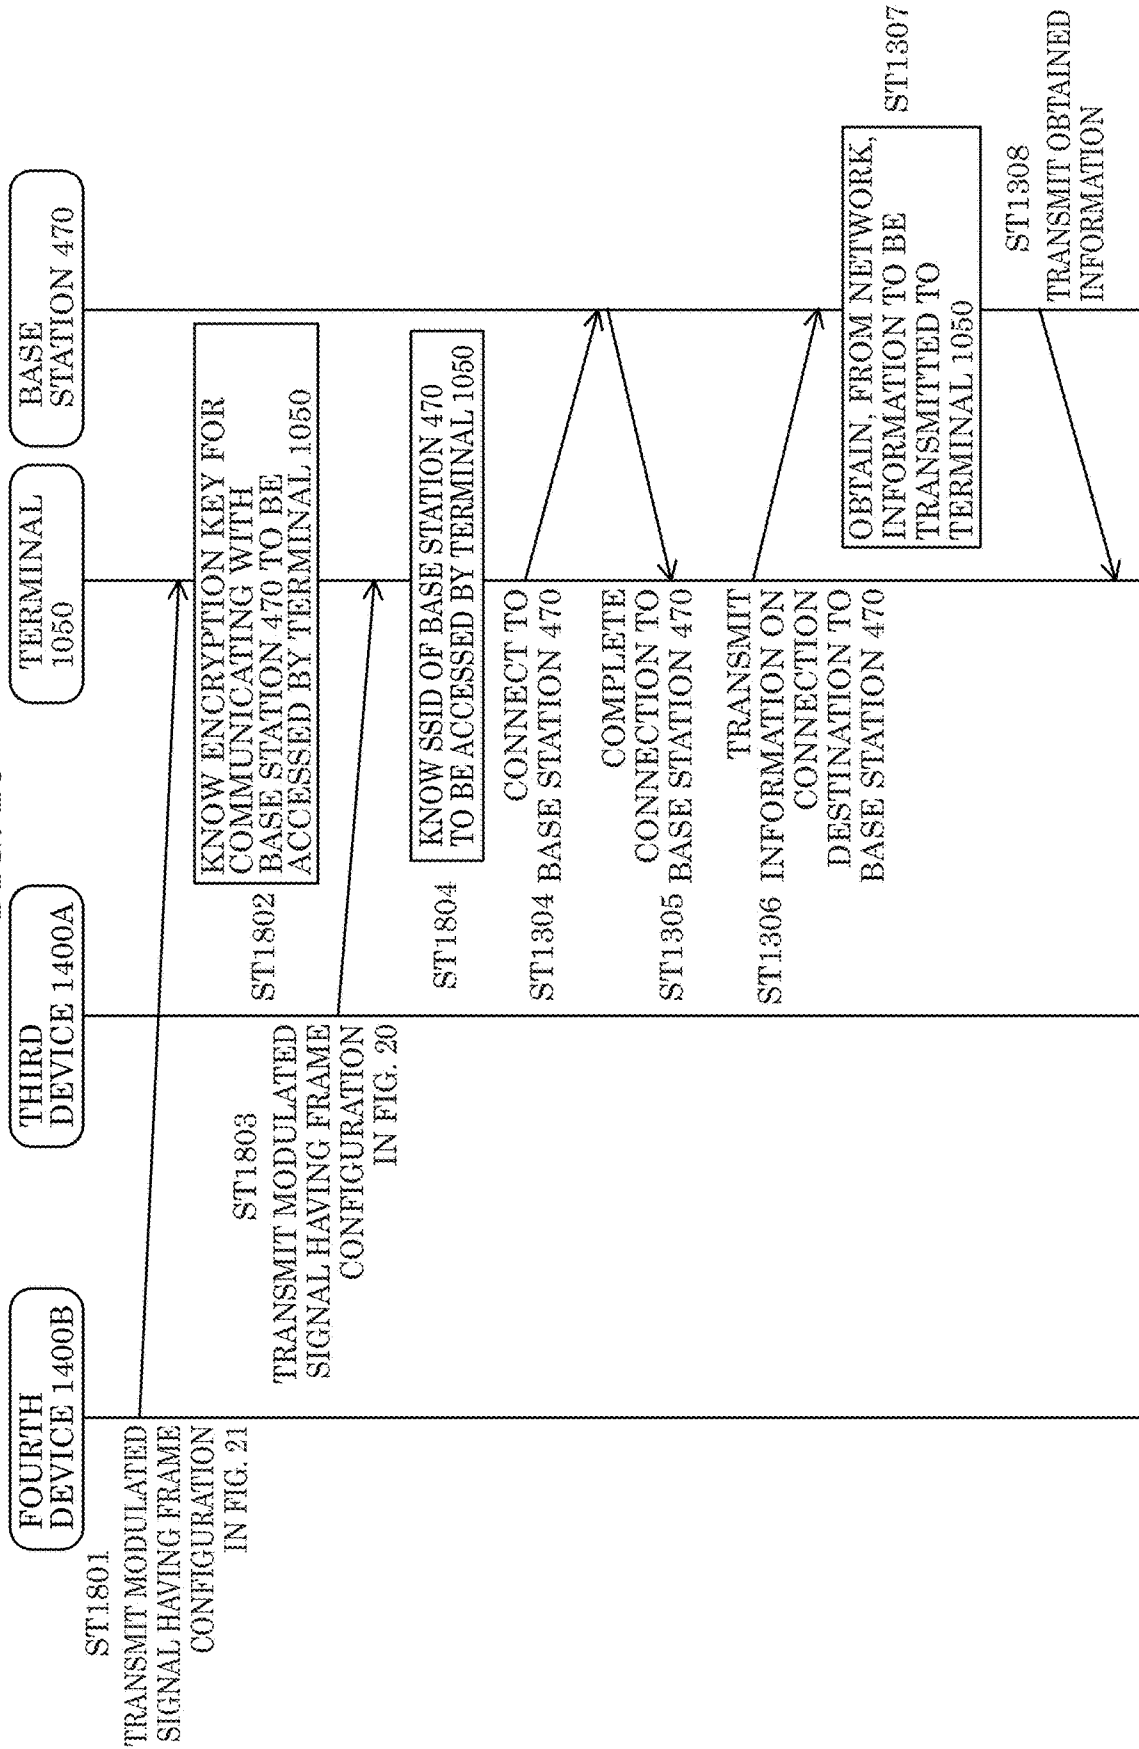 FOURTH
DEVICE 1400B
THIRD
DEVICE 1400A
TERMINAL
1050
BASE
STATION 470
ST1801
TRANSMIT MODULATED
SIGNAL HAVING FRAME
CONFIGURATION
IN FIG. 21
ST1802
KNOW ENCRYPTION KEY FOR
COMMUNICATING WITH
BASE STATION 470 TO BE
ACCESSED BY TERMINAL 1050
ST1803
TRANSMIT MODULATED
SIGNAL HAVING FRAME
CONFIGURATION
IN FIG. 20
ST1804
KNOW SSID OF BASE STATION 470
TO BE ACCESSED BY TERMINAL 1050
CONNECT TO
ST1304 BASE STATION 470
COMPLETE
CONNECTION TO
ST1305 BASE STATION 470
TRANSMIT
ST1306 INFORMATION ON
CONNECTION
DESTINATION TO
BASE STATION 470
ST1307
OBTAIN, FROM NETWORK,
INFORMATION TO BE
TRANSMITTED TO
TERMINAL 1050
ST1308
TRANSMIT OBTAINED
INFORMATION